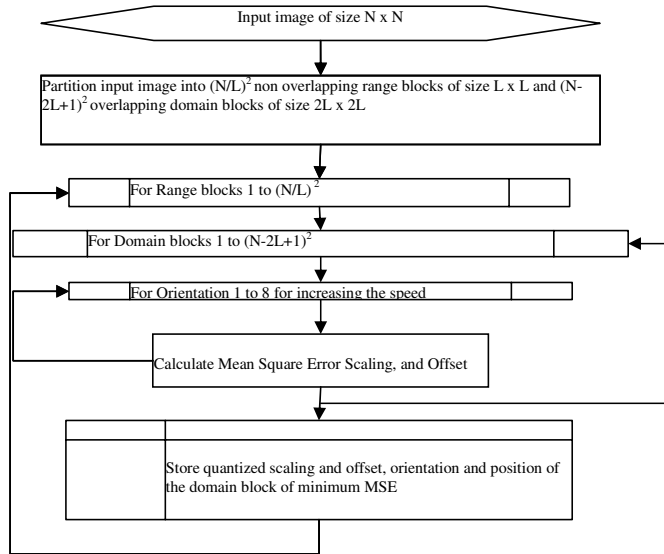 Input image of size N x N
Partition input image into (N/L)² non overlapping range blocks of size L x L and (N-
2L+1)² overlapping domain blocks of size 2L x 2L
For Range blocks 1 to (N/L)²
For Domain blocks 1 to (N-2L+1)²
For Orientation 1 to 8 for increasing the speed
Calculate Mean Square Error Scaling, and Offset
Store quantized scaling and offset, orientation and position of
the domain block of minimum MSE